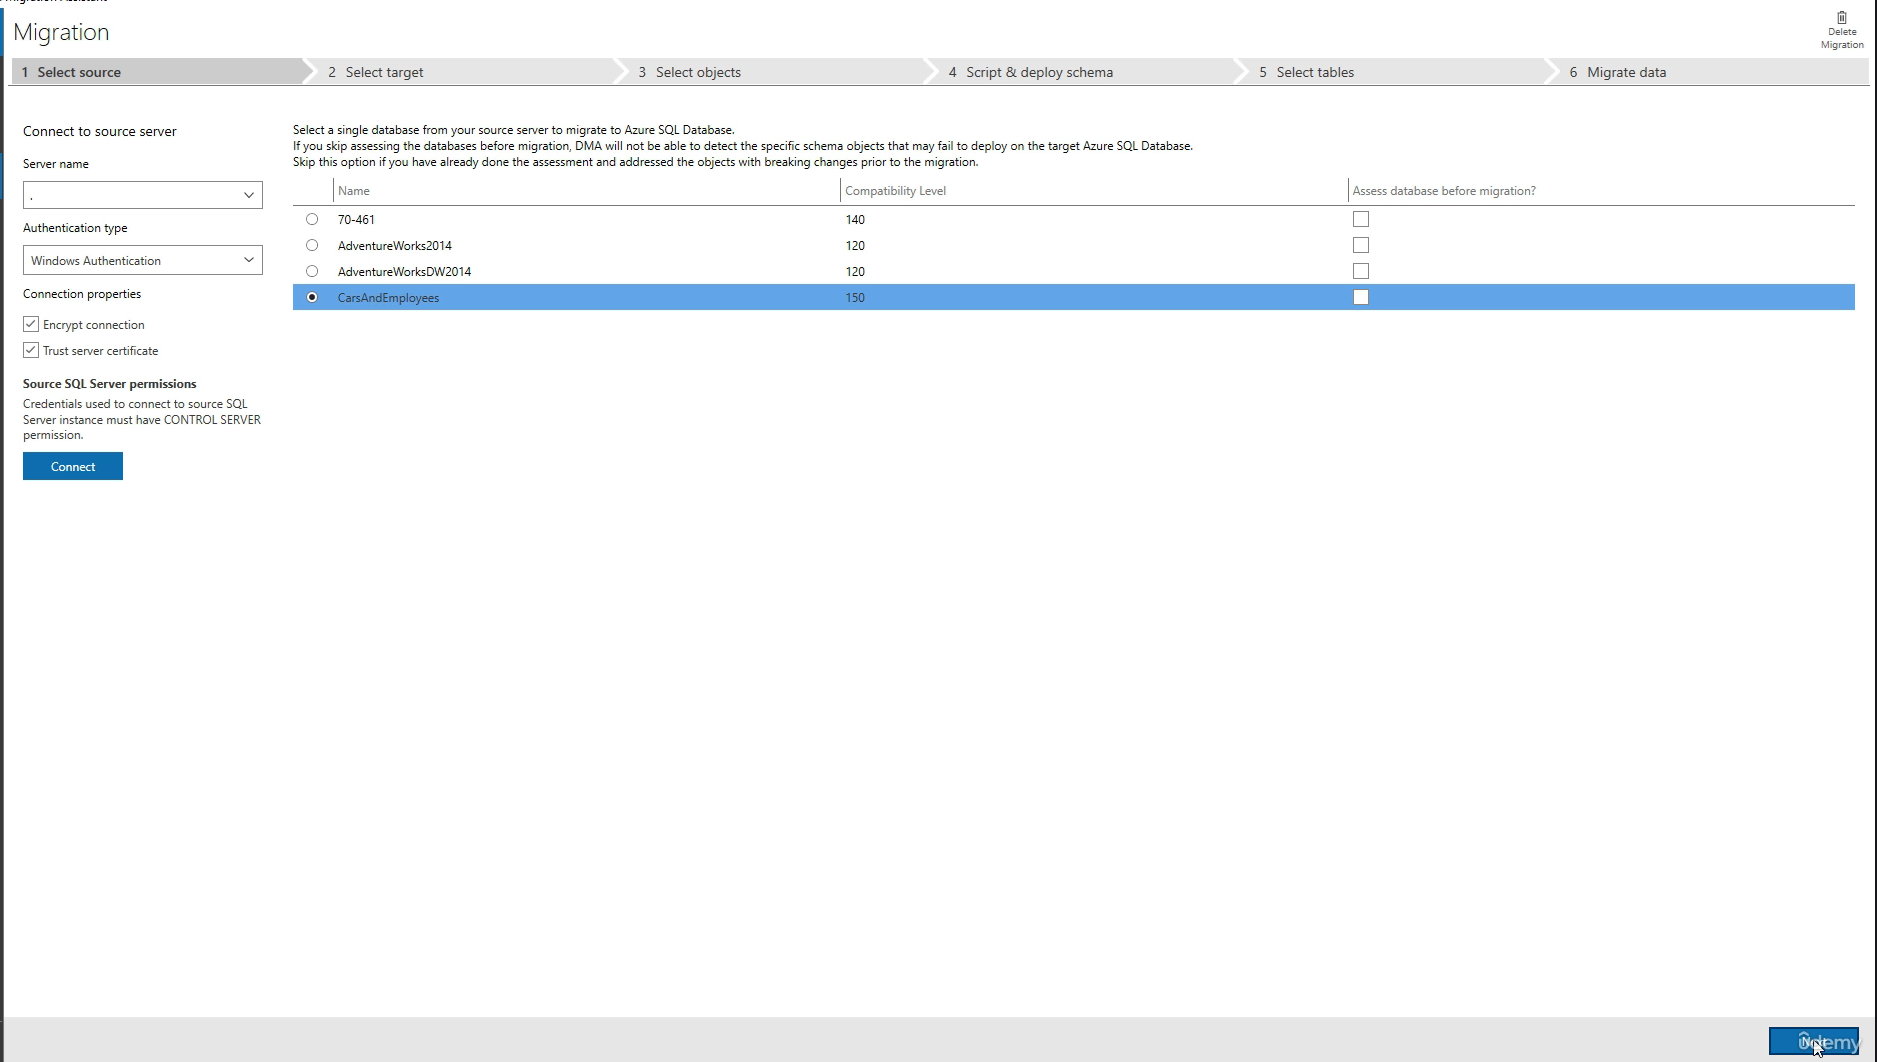 Migration Assistant
Migration
Delete
Migration
1 Select source
2 Select target
3 Select objects
4 Script & deploy schema
5 Select tables
6 Migrate data
Connect to source server
Server name
.
Authentication type
Windows Authentication
Connection properties
Encrypt connection
Trust server certificate
Source SQL Server permissions
Credentials used to connect to source SQL
Server instance must have CONTROL SERVER
permission.
Connect
Select a single database from your source server to migrate to Azure SQL Database.
If you skip assessing the databases before migration, DMA will not be able to detect the specific schema objects that may fail to deploy on the target Azure SQL Database.
Skip this option if you have already done the assessment and addressed the objects with breaking changes prior to the migration.
Name Compatibility Level Assess database before migration?
70-461 140
AdventureWorks2014 120
AdventureWorksDW2014 120
CarsAndEmployees 150
udemy